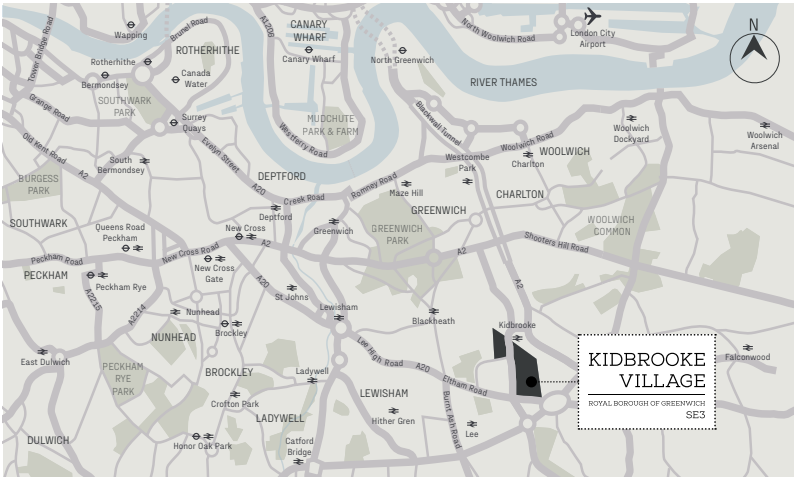 Wapping
Tower Bridge Road
Brunel Road
A1206
CANARY
WHARF
Canary Wharf
North Woolwich Road
London City
Airport
N
ROTHERHITHE
Rotherhithe
North Greenwich
Canada
Water
Bermondsey
RIVER THAMES
Grange Road
SOUTHWARK
PARK
Surrey
Quays
MUDCHUTE
PARK & FARM
Blackwall Tunnel
Woolwich
Dockyard
Woolwich
Arsenal
Old Kent Road
A2
Evelyn Street
A20
Westferry Road
Woolwich Road
Westcombe
Park
Charlton
WOOLWICH
South
Bermondsey
BURGESS
PARK
DEPTFORD
Creek Road
Romney Road
Maze Hill
CHARLTON
SOUTHWARK
Queens Road
Peckham
New Cross
Deptford
Greenwich
GREENWICH
GREENWICH
PARK
WOOLWICH
COMMON
Peckham Road
New Cross Road
A2
A2
Shooters Hill Road
PECKHAM
Peckham Rye
New Cross
Gate
A20
A2
A2215
A2214
St Johns
Nunhead
Lewisham
Blackheath
Kidbrooke
NUNHEAD
Brockley
East Dulwich
PECKHAM
RYE
PARK
BROCKLEY
Ladywell
Lee High Road
A20
Eltham Road
KIDBROOKE
VILLAGE
ROYAL BOROUGH OF GREENWICH
SE3
Falconwood
Crofton Park
LEWISHAM
Hither Gren
Burnt Ash Road
LADYWELL
Lee
DULWICH
Honor Oak Park
Catford
Bridge